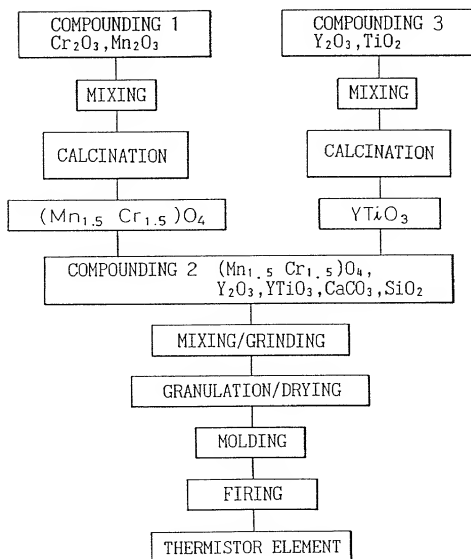 COMPOUNDING 1
Cr₂O₃,Mn₂O₃
MIXING
CALCINATION
(Mn₁.₅ Cr₁.₅)O₄
COMPOUNDING 3
Y₂O₃,TiO₂
MIXING
CALCINATION
YTiO₃
COMPOUNDING 2 (Mn₁.₅ Cr₁.₅)O₄,
Y₂O₃,YTiO₃,CaCO₃,SiO₂
MIXING/GRINDING
GRANULATION/DRYING
MOLDING
FIRING
THERMISTOR ELEMENT